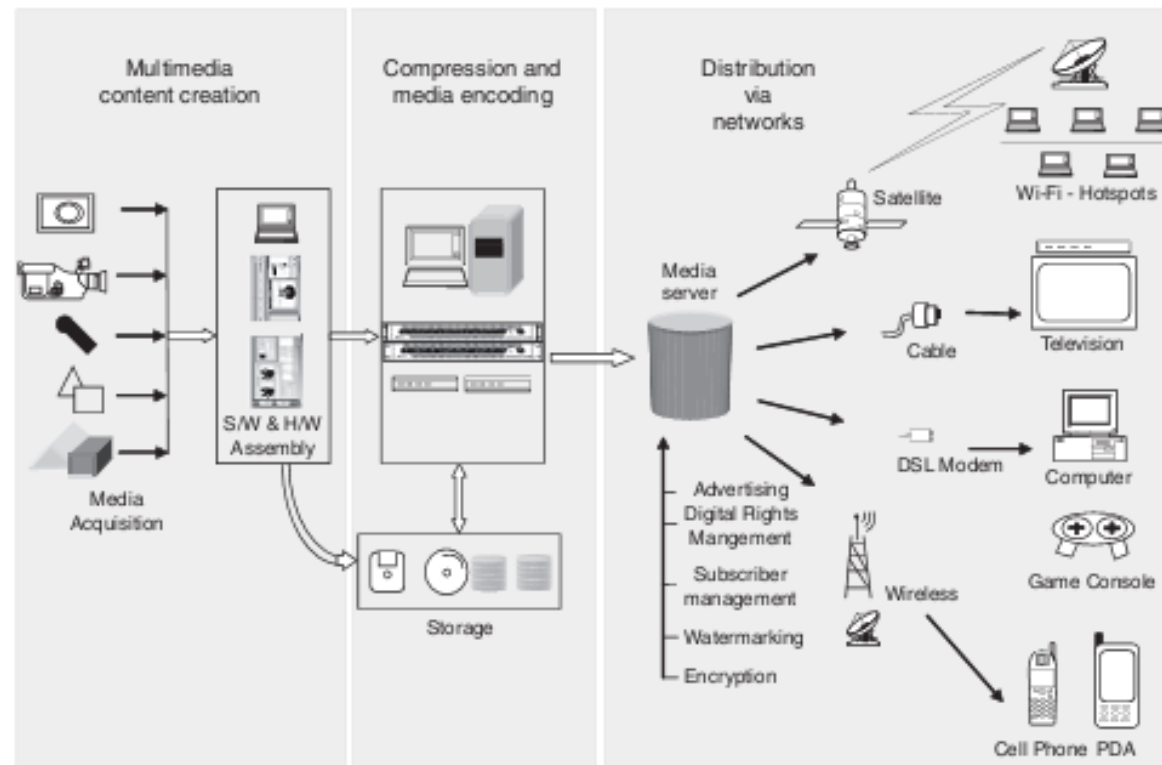 Multimedia
content creation
Compression and
media encoding
Distribution
via
networks
Media
Acquisition
S/W & H/W
Assembly
Storage
Media
server
Advertising
Digital Rights
Mangement
Subscriber
management
Watermarking
Encryption
Satellite
Wi-Fi - Hotspots
Cable
Television
DSL Modem
Computer
Game Console
Wireless
Cell Phone PDA